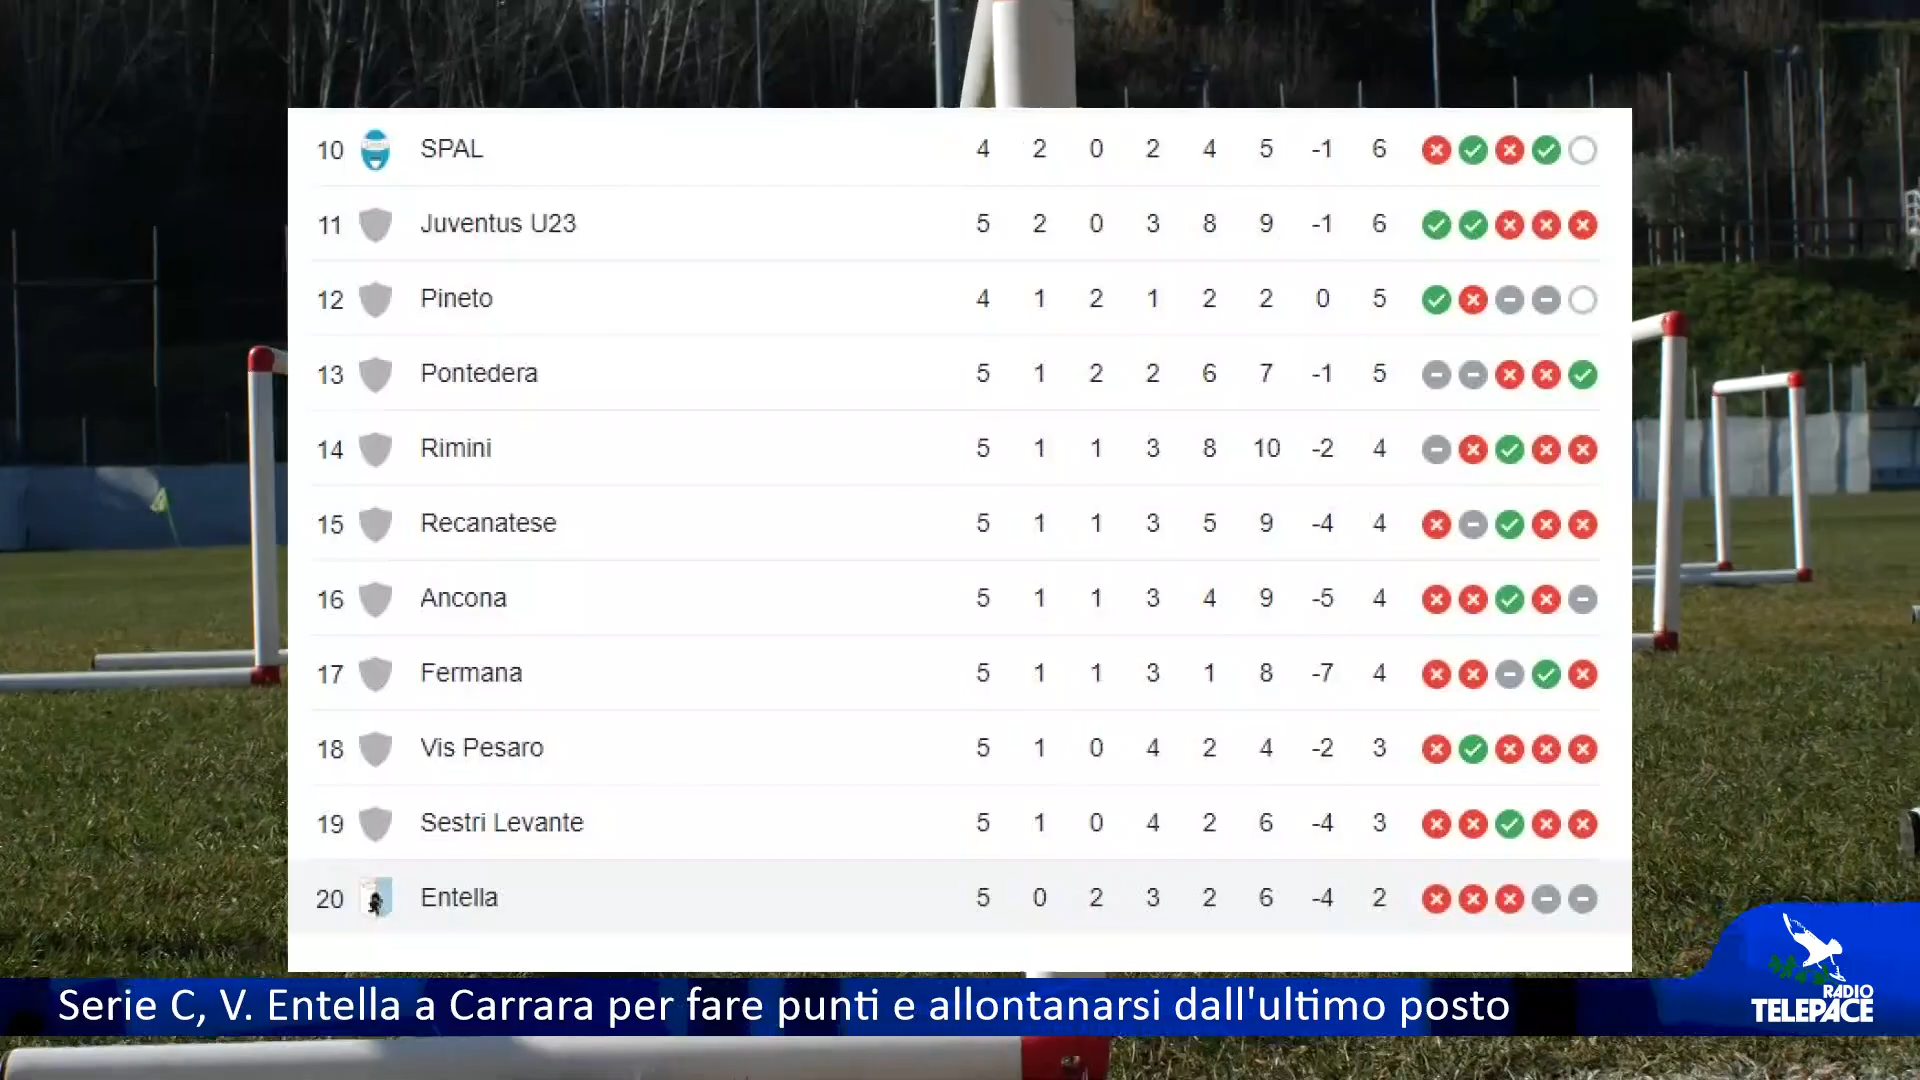 10 SPAL 4 2 0 2 4 5 -1 6
11 Juventus U23 5 2 0 3 8 9 -1 6
12 Pineto 4 1 2 1 2 2 0 5
13 Pontedera 5 1 2 2 6 7 -1 5
14 Rimini 5 1 1 3 8 10 -2 4
15 Recanatese 5 1 1 3 5 9 -4 4
16 Ancona 5 1 1 3 4 9 -5 4
17 Fermana 5 1 1 3 1 8 -7 4
18 Vis Pesaro 5 1 0 4 2 4 -2 3
19 Sestri Levante 5 1 0 4 2 6 -4 3
20 Entella 5 0 2 3 2 6 -4 2
Serie C, V. Entella a Carrara per fare punti e allontanarsi dall'ultimo posto
RADIO
TELEPACE